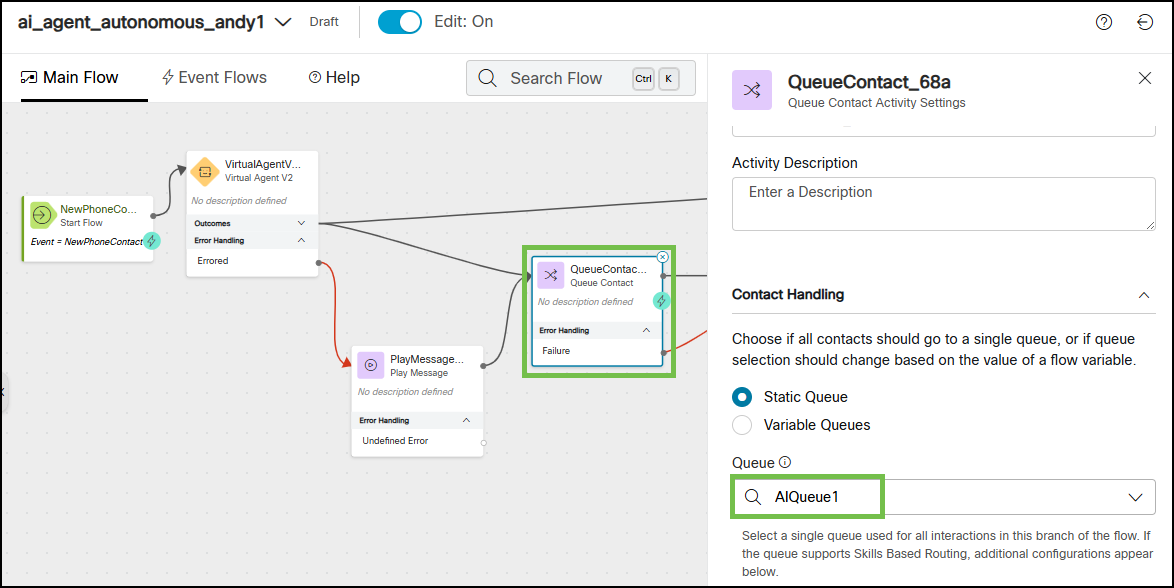 ai_agent_autonomous_andy1
Draft
Edit: On
Main Flow
Event Flows
Help
Search Flow
Ctrl
K
NewPhoneCo...
Start Flow
Event = NewPhoneContact
VirtualAgentV...
Virtual Agent V2
No description defined
Outcomes
Error Handling
Errored
QueueContac...
Queue Contact
No description defined
Error Handling
Failure
PlayMessage...
Play Message
No description defined
Error Handling
Undefined Error
QueueContact_68a
Queue Contact Activity Settings
Activity Description
Enter a Description
Contact Handling
Choose if all contacts should go to a single queue, or if queue
selection should change based on the value of a flow variable.
Static Queue
Variable Queues
Queue
AIQueue1
Select a single queue used for all interactions in this branch of the flow. If
the queue supports Skills Based Routing, additional configurations appear
below.